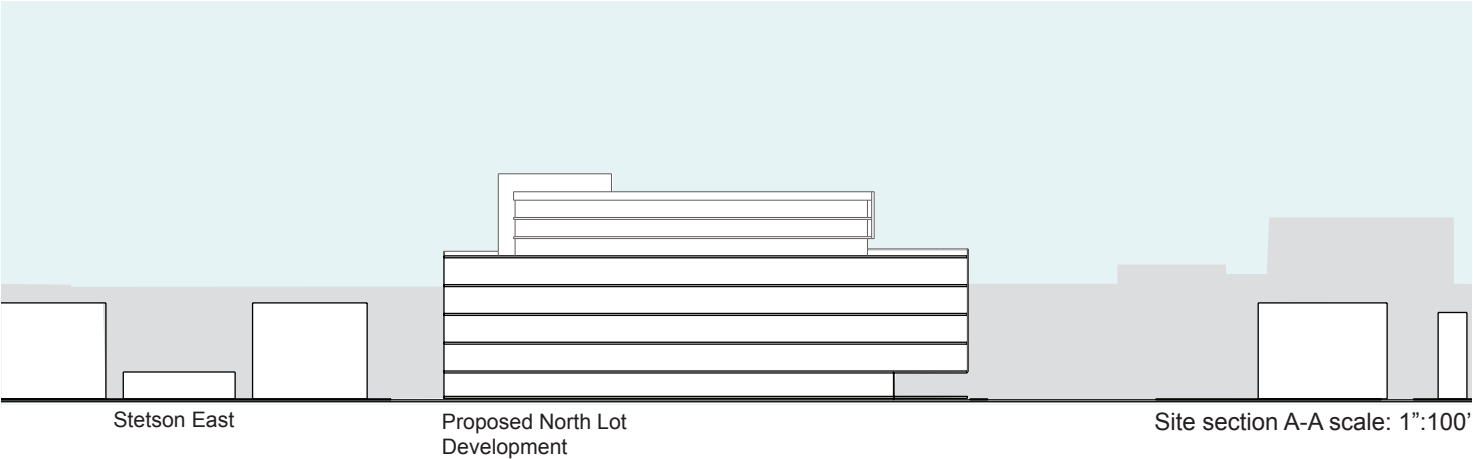 Stetson East
Proposed North Lot
Development
Site section A-A scale: 1”:100’